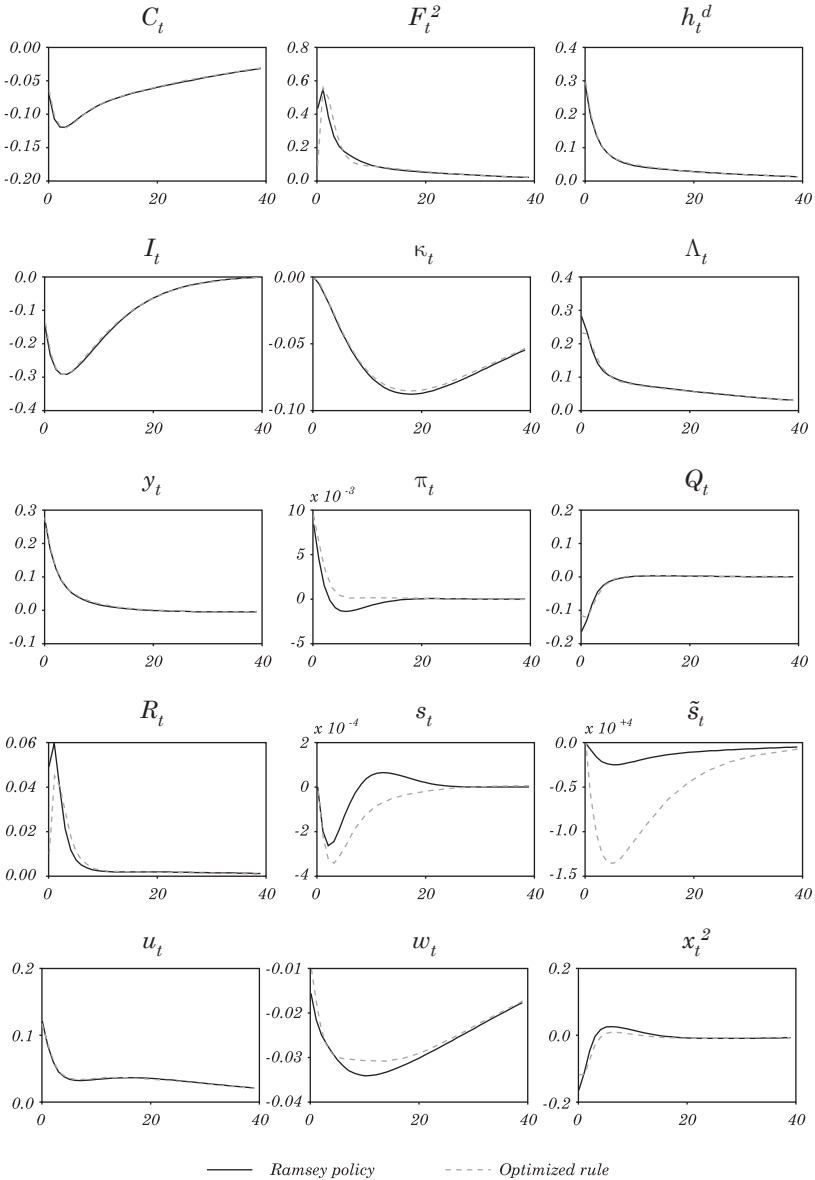 C_t F_t^2 h_t^d
0.00 0.8 0.4
-0.05 0.6 0.3
-0.10 0.4 0.2
-0.15 0.2 0.1
-0.20 0.0 0.0
0 20 40 0 20 40 0 20 40
I_t κ_t Λ_t
0.0 0.00 0.4
-0.1 0.3
-0.2 -0.05 0.2
-0.3 0.1
-0.4 -0.10 0.0
0 20 40 0 20 40 0 20 40
y_t π_t Q_t
x 10 -3
0.3 10 0.2
0.2 5 0.1
0.1 0.0
0.0 0 -0.1
-0.1 -5 -0.2
0 20 40 0 20 40 0 20 40
R_t s_t s̃_t
x 10 -4 x 10 +4
0.06 2 0.0
0.04 0 -0.5
0.02 -2 -1.0
0.00 -4 -1.5
0 20 40 0 20 40 0 20 40
u_t w_t x_t^2
0.2 -0.01 0.2
-0.02
0.1 0.0
-0.03
0.0 -0.04 -0.2
0 20 40 0 20 40 0 20 40
Ramsey policy Optimized rule